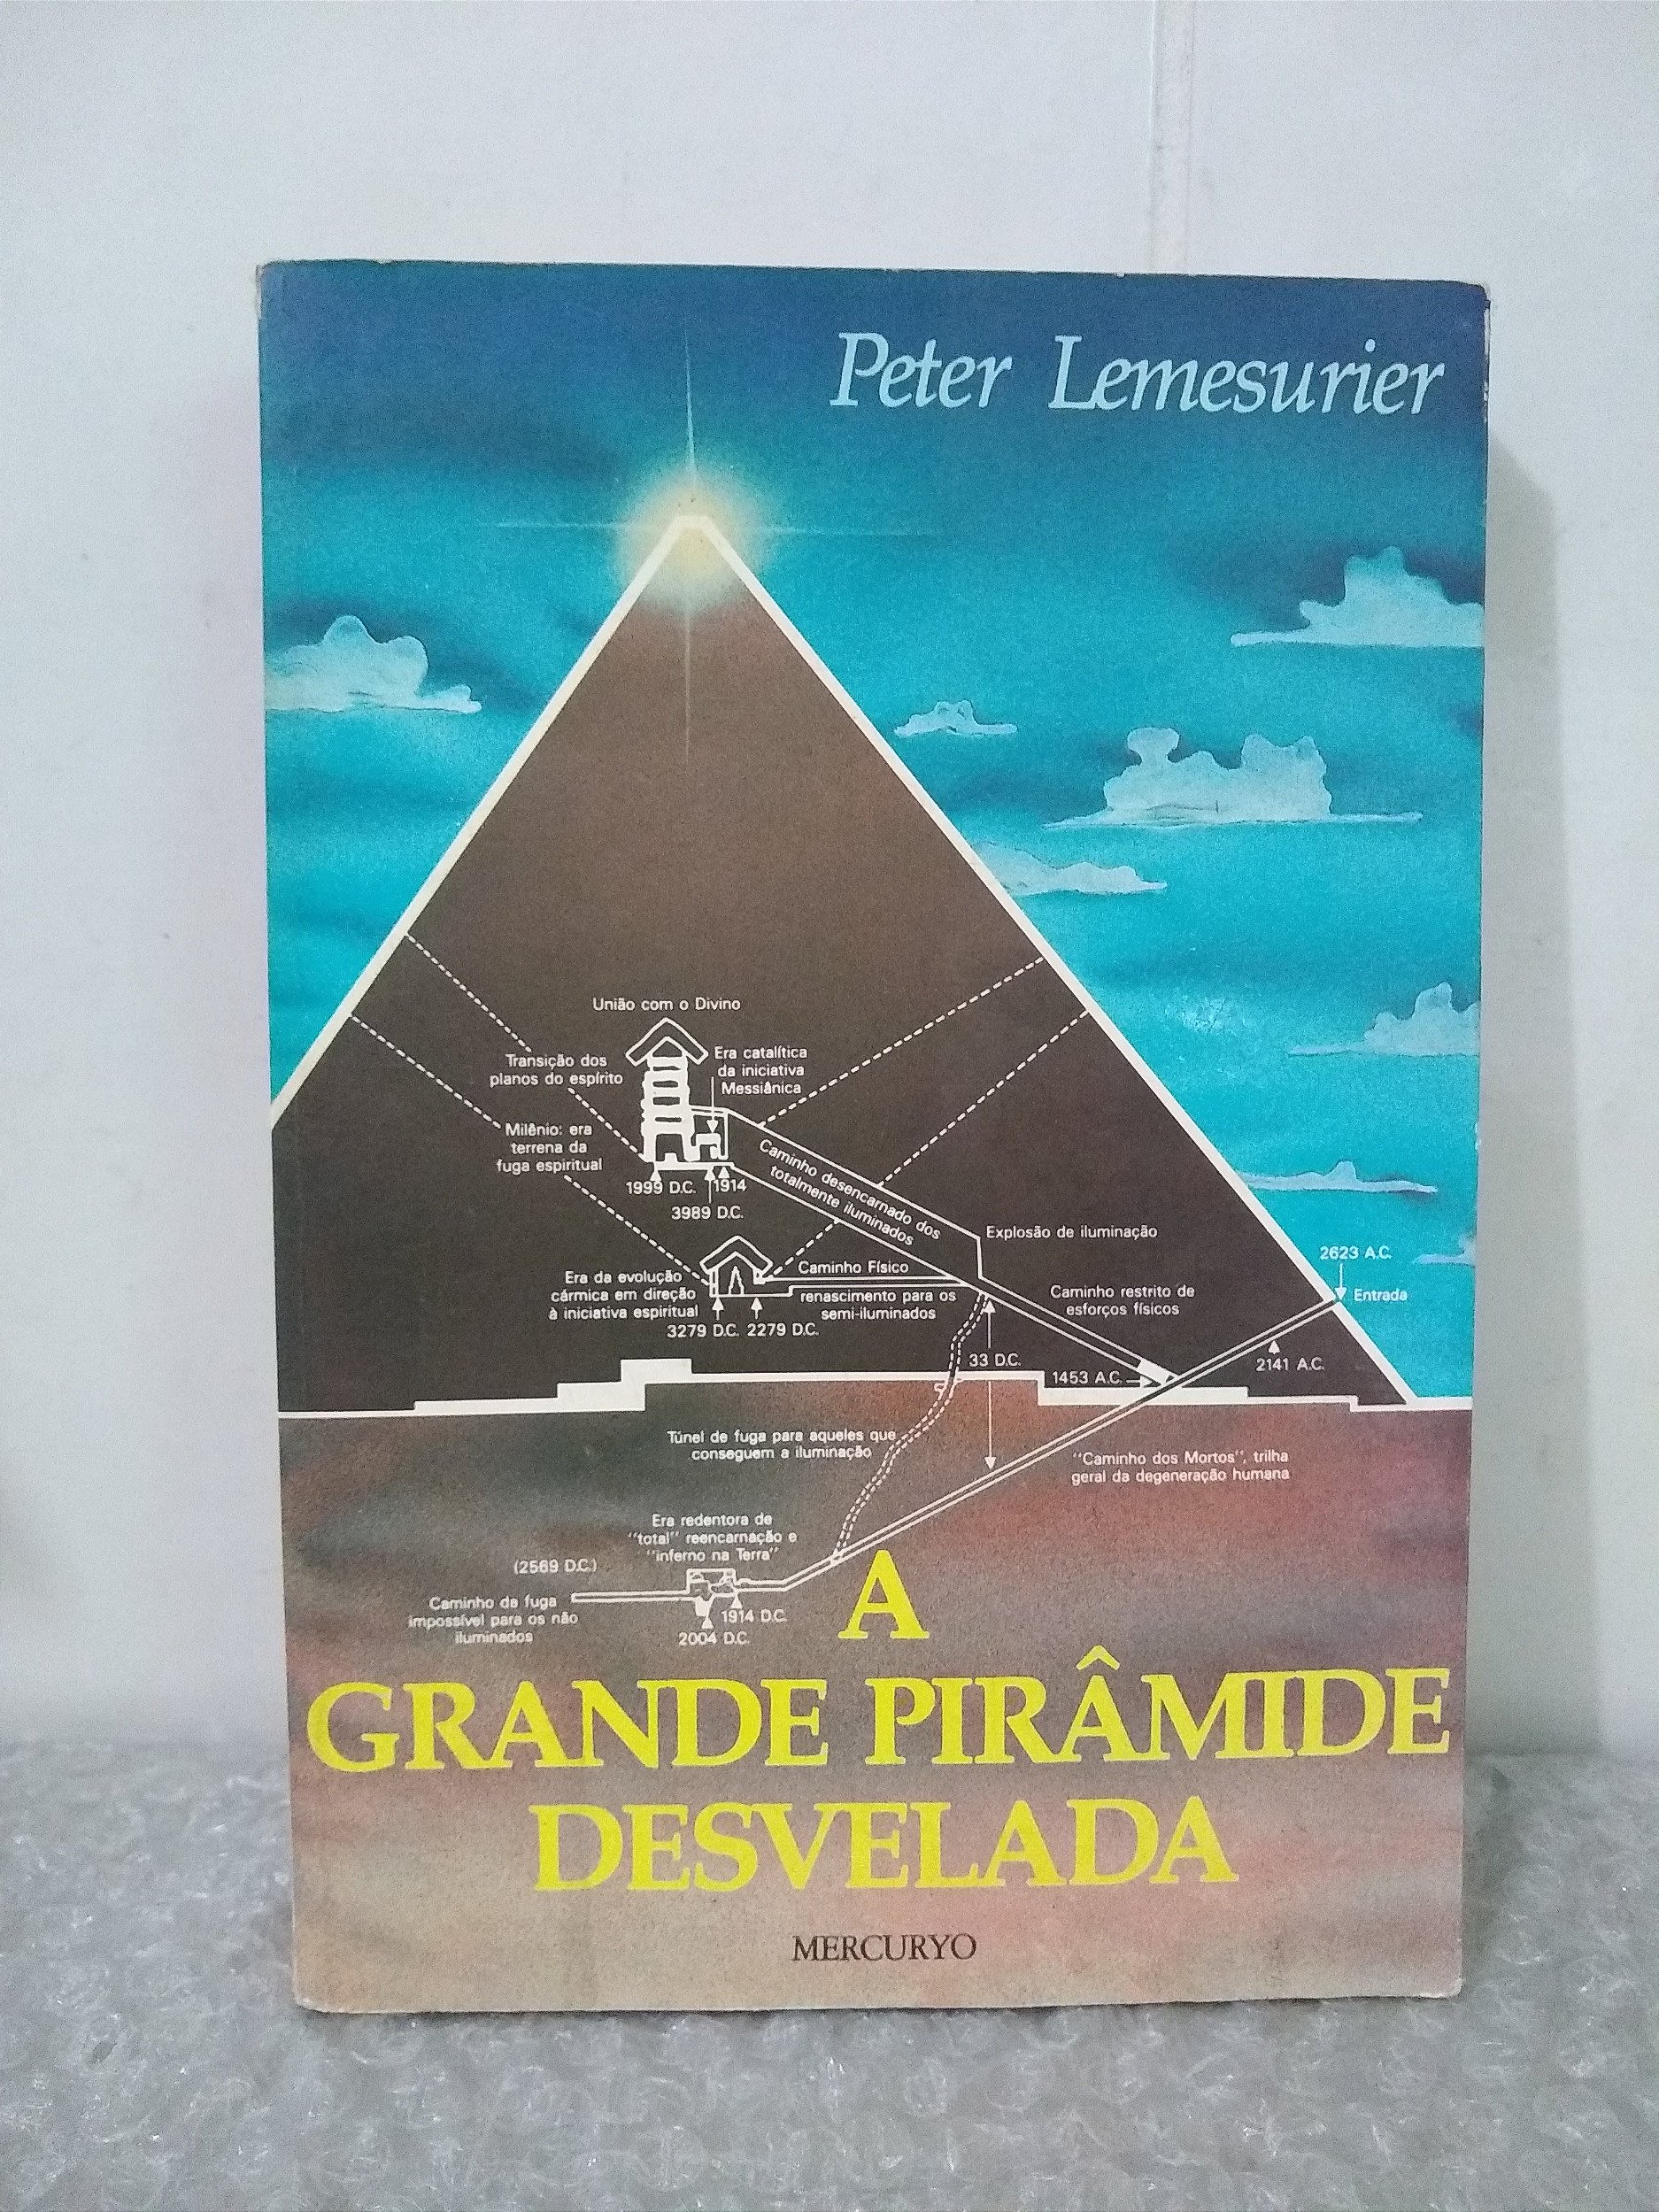 Peter Lemesurier
União com o Divino
Transição dos
planos do espírito
Era catalítica
da iniciativa
Messiânica
Milênio: era
terrena da
fuga espiritual
1999 D.C.
1914
3989 D.C.
Caminho desencarnado dos
totalmente iluminados
Explosão de iluminação
2623 A.C.
Entrada
Era da evolução
cármica em direção
à iniciativa espiritual
Caminho Físico
renascimento para os
semi-iluminados
3279 D.C.
2279 D.C.
Caminho restrito de
esforços físicos
33 D.C.
1453 A.C.
2141 A.C.
Túnel de fuga para aqueles que
conseguem a iluminação
"Caminho dos Mortos", trilha
geral da degeneração humana
Era redentora de
"total" reencarnação e
"inferno na Terra"
(2569 D.C.)
Caminho da fuga
impossível para os não
iluminados
1914 D.C.
2004 D.C.
A
GRANDE PIRÂMIDE
DESVELADA
MERCURYO